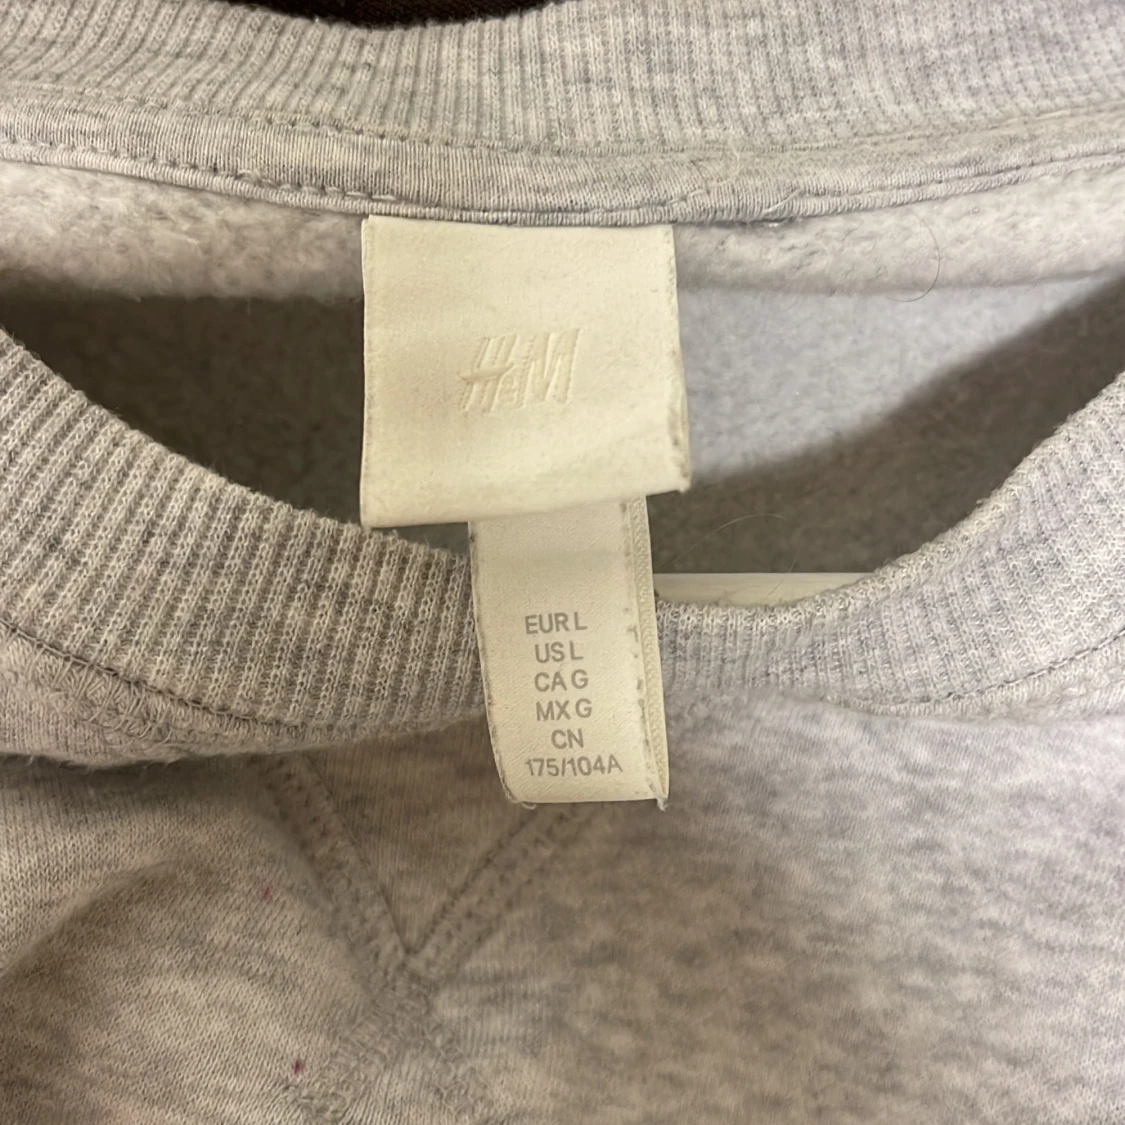 H&M
EUR L
US L
CA G
MX G
CN
175/104A